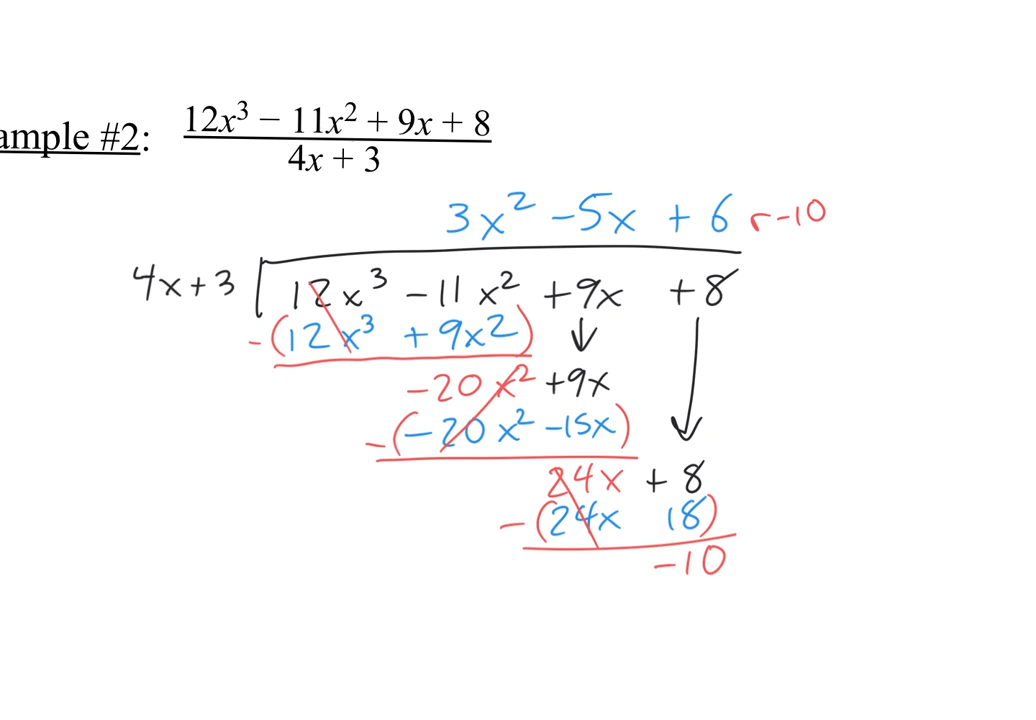 ample #2: 12x³ − 11x² + 9x + 8
4x + 3
3x² -5x + 6 r -10
4x+3 12x³ -11x² +9x +8
-(12x³ +9x2)
-20x² +9x
-(-20x² -15x)
24x + 8
-(24x 18)
-10